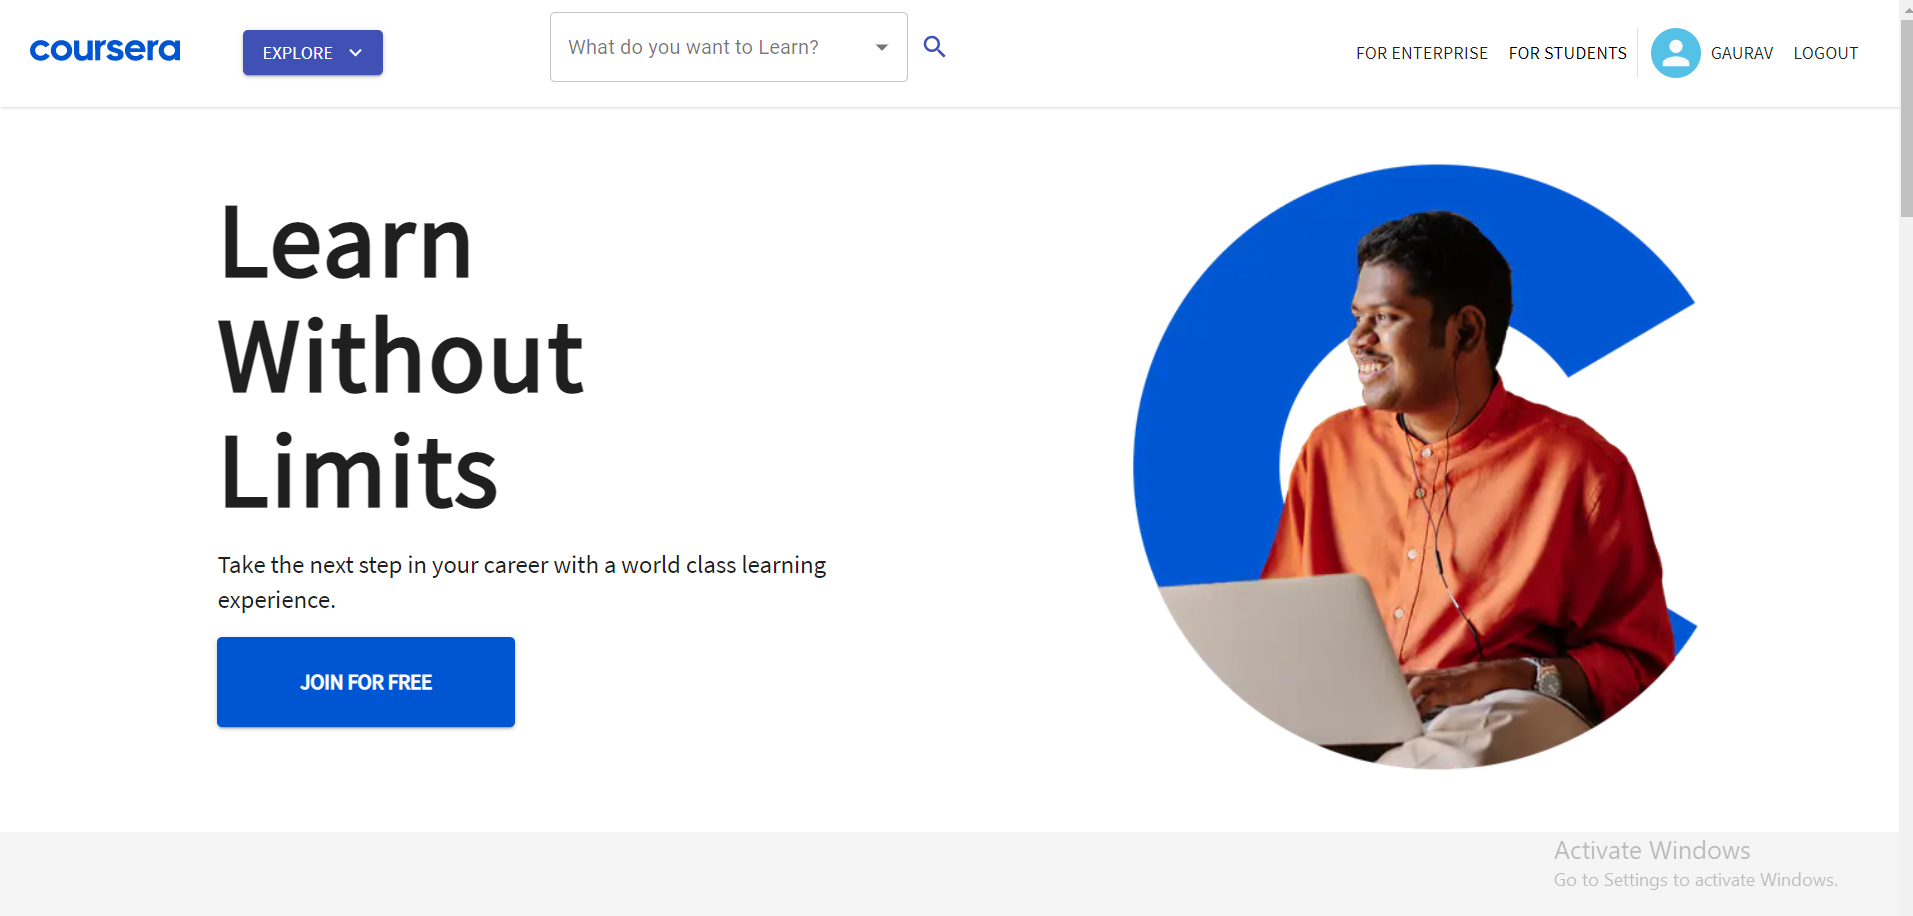 coursera
EXPLORE
What do you want to Learn?
FOR ENTERPRISE
FOR STUDENTS
GAURAV
LOGOUT
Learn
Without
Limits
Take the next step in your career with a world class learning
experience.
JOIN FOR FREE
Activate Windows
Go to Settings to activate Windows.